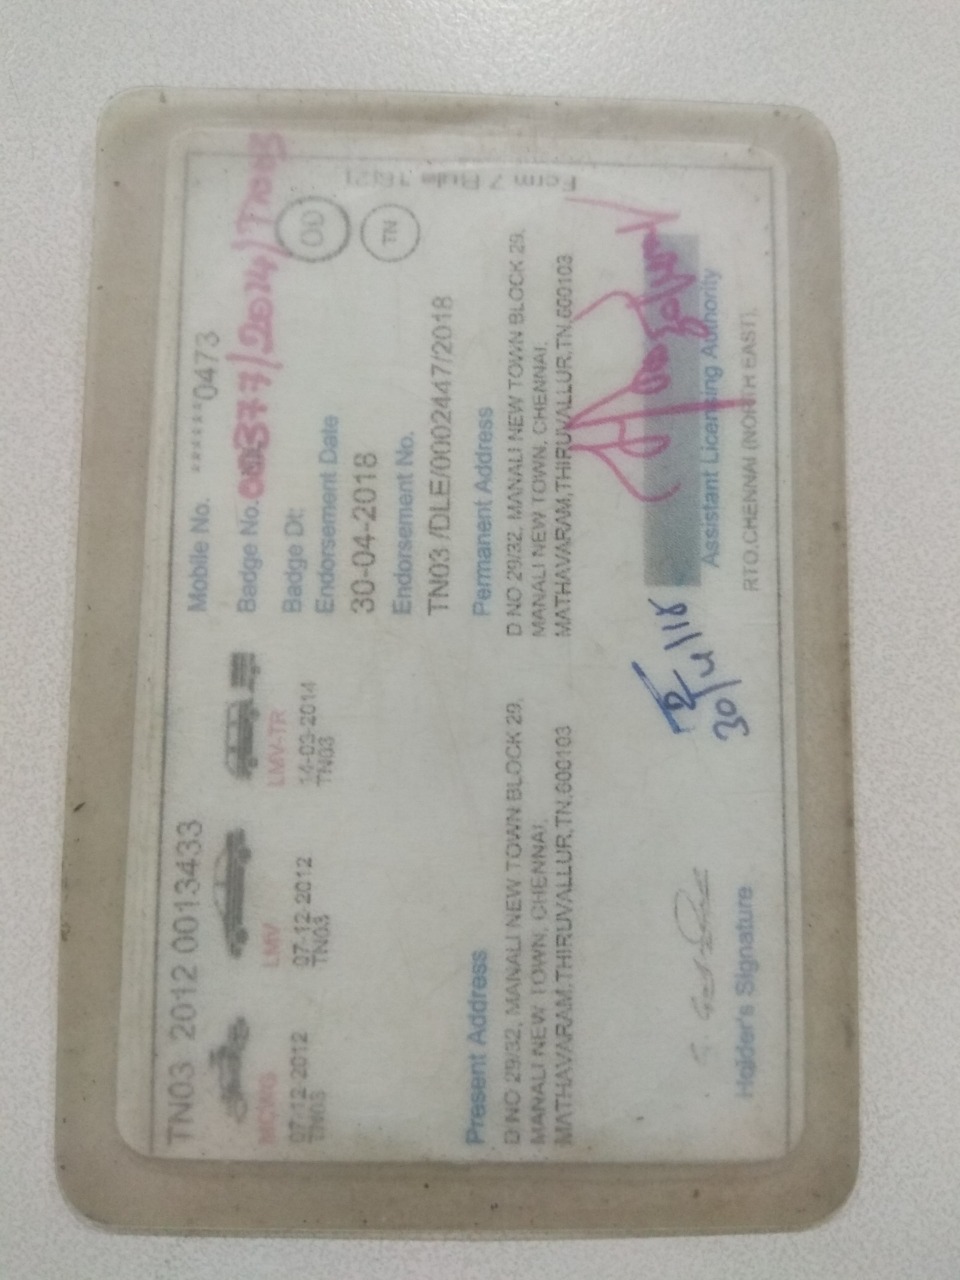 Form 7 Rule 16(2)
TN03 2012 0013433
Mobile No. ******0473
Badge No. 00377/2014/TN03
Badge Dt:
MCWG
LMV
LMV-TR
07-12-2012
TN03
07-12-2012
TN03
14-03-2014
TN03
DD
TN
Endorsement Date
30-04-2018
Endorsement No.
TN03 /DLE/0002447/2018
Present Address
D NO 29/32, MANALI NEW TOWN BLOCK 29,
MANALI NEW TOWN, CHENNAI,
MATHAVARAM,THIRUVALLUR,TN,600103
Permanent Address
D NO 29/32, MANALI NEW TOWN BLOCK 29,
MANALI NEW TOWN, CHENNAI,
MATHAVARAM,THIRUVALLUR,TN,600103
30/4/18
Holder's Signature
Assistant Licensing Authority
RTO,CHENNAI (NORTH EAST),